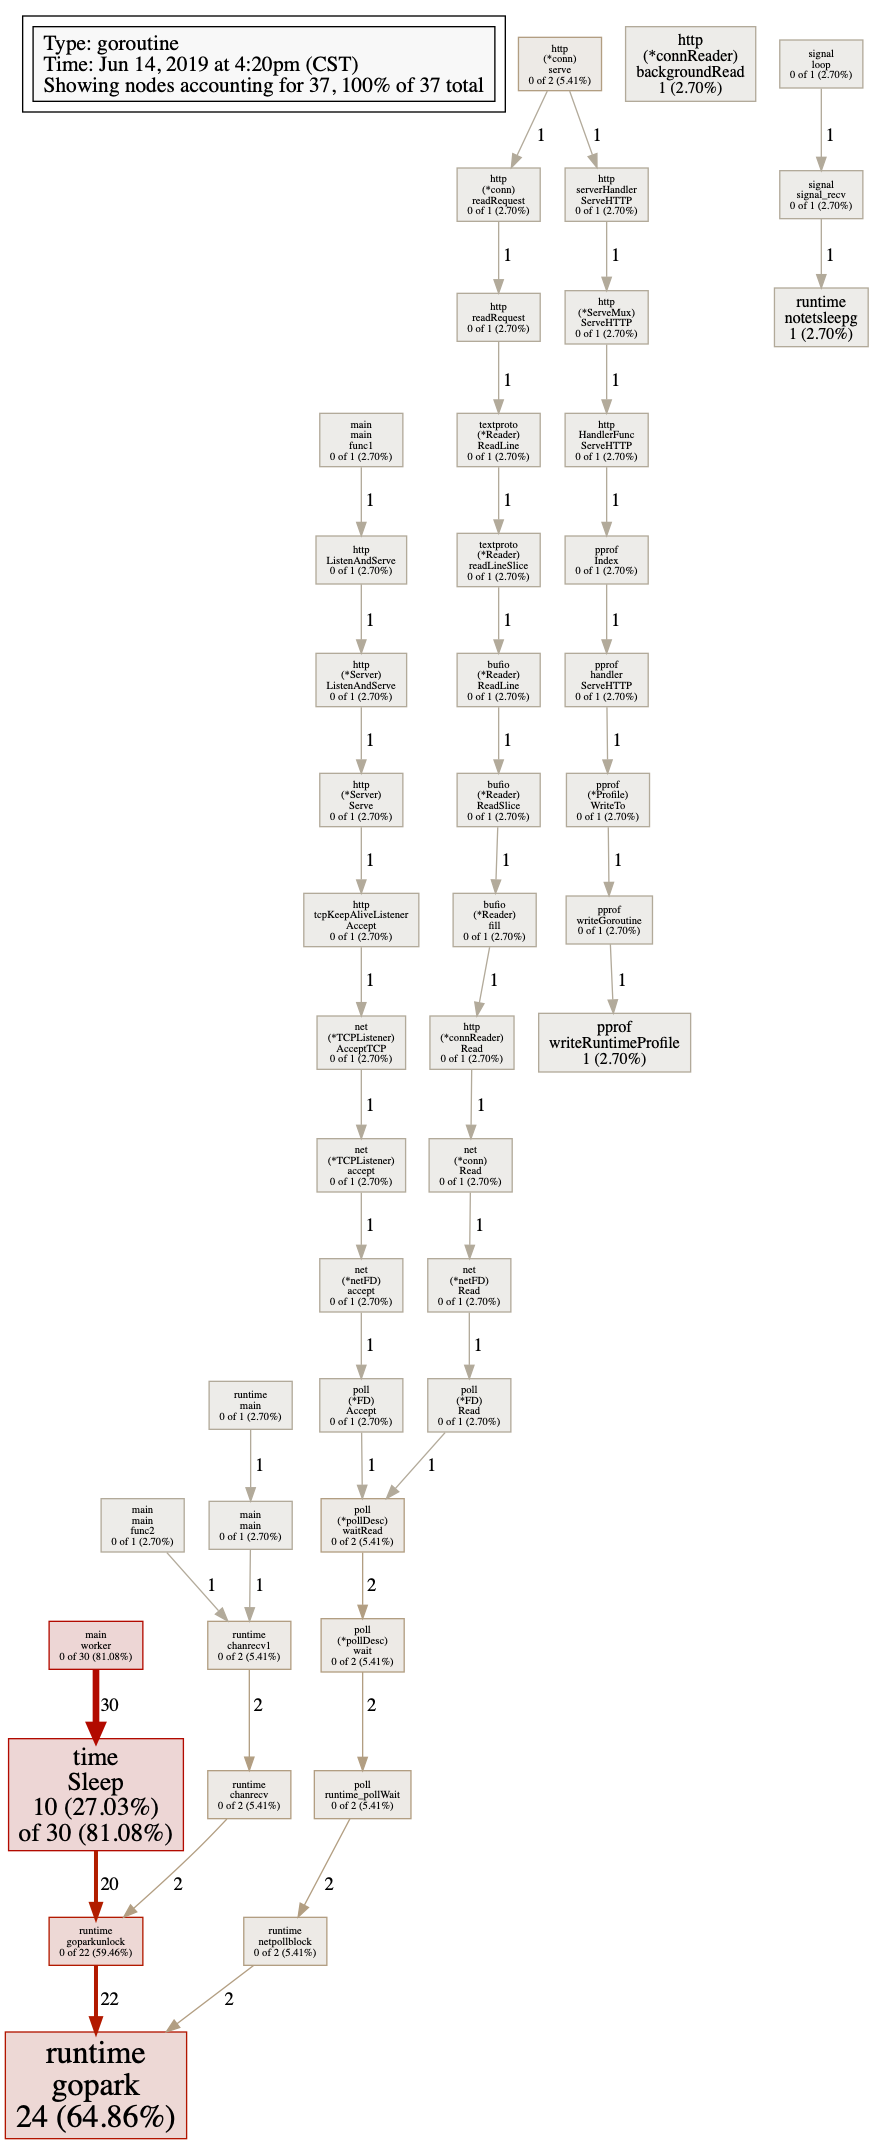 Type: goroutine
Time: Jun 14, 2019 at 4:20pm (CST)
Showing nodes accounting for 37, 100% of 37 total
http
(*conn)
serve
0 of 2 (5.41%)
http
(*connReader)
backgroundRead
1 (2.70%)
signal
loop
0 of 1 (2.70%)
1
1
1
http
(*conn)
readRequest
0 of 1 (2.70%)
http
serverHandler
ServeHTTP
0 of 1 (2.70%)
signal
signal_recv
0 of 1 (2.70%)
1
1
1
http
readRequest
0 of 1 (2.70%)
http
(*ServeMux)
ServeHTTP
0 of 1 (2.70%)
runtime
notetsleepg
1 (2.70%)
1
1
main
main
func1
0 of 1 (2.70%)
textproto
(*Reader)
ReadLine
0 of 1 (2.70%)
http
HandlerFunc
ServeHTTP
0 of 1 (2.70%)
1
1
1
http
ListenAndServe
0 of 1 (2.70%)
textproto
(*Reader)
readLineSlice
0 of 1 (2.70%)
pprof
Index
0 of 1 (2.70%)
1
1
1
http
(*Server)
ListenAndServe
0 of 1 (2.70%)
bufio
(*Reader)
ReadLine
0 of 1 (2.70%)
pprof
handler
ServeHTTP
0 of 1 (2.70%)
1
1
1
http
(*Server)
Serve
0 of 1 (2.70%)
bufio
(*Reader)
ReadSlice
0 of 1 (2.70%)
pprof
(*Profile)
WriteTo
0 of 1 (2.70%)
1
1
1
http
tcpKeepAliveListener
Accept
0 of 1 (2.70%)
bufio
(*Reader)
fill
0 of 1 (2.70%)
pprof
writeGoroutine
0 of 1 (2.70%)
1
1
1
net
(*TCPListener)
AcceptTCP
0 of 1 (2.70%)
http
(*connReader)
Read
0 of 1 (2.70%)
pprof
writeRuntimeProfile
1 (2.70%)
1
1
net
(*TCPListener)
accept
0 of 1 (2.70%)
net
(*conn)
Read
0 of 1 (2.70%)
1
1
net
(*netFD)
accept
0 of 1 (2.70%)
net
(*netFD)
Read
0 of 1 (2.70%)
1
1
runtime
main
0 of 1 (2.70%)
poll
(*FD)
Accept
0 of 1 (2.70%)
poll
(*FD)
Read
0 of 1 (2.70%)
1
1
1
main
main
func2
0 of 1 (2.70%)
main
main
0 of 1 (2.70%)
poll
(*pollDesc)
waitRead
0 of 2 (5.41%)
1
1
2
main
worker
0 of 30 (81.08%)
runtime
chanrecv1
0 of 2 (5.41%)
poll
(*pollDesc)
wait
0 of 2 (5.41%)
30
2
2
time
Sleep
10 (27.03%)
of 30 (81.08%)
runtime
chanrecv
0 of 2 (5.41%)
poll
runtime_pollWait
0 of 2 (5.41%)
20
2
2
runtime
goparkunlock
0 of 22 (59.46%)
runtime
netpollblock
0 of 2 (5.41%)
22
2
runtime
gopark
24 (64.86%)